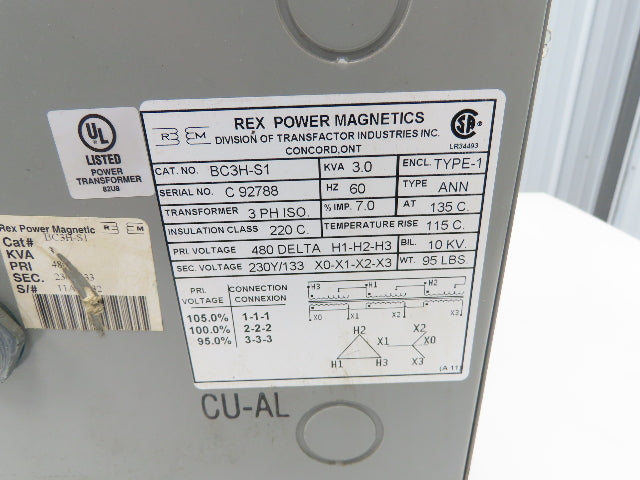 REX POWER MAGNETICS
DIVISION OF TRANSFACTOR INDUSTRIES INC.
CONCORD,ONT
LR34493
CAT. NO. BC3H-S1 KVA 3.0 ENCL. TYPE-1
SERIAL NO. C 92788 HZ 60 TYPE ANN
TRANSFORMER 3 PH ISO. % IMP. 7.0 AT 135 C.
INSULATION CLASS 220 C. TEMPERATURE RISE 115 C.
PRI. VOLTAGE 480 DELTA H1-H2-H3 BIL. 10 KV.
SEC. VOLTAGE 230Y/133 X0-X1-X2-X3 WT. 95 LBS.
PRI. VOLTAGE CONNECTION CONNEXION
105.0% 1-1-1
100.0% 2-2-2
95.0% 3-3-3
H3 H1 H2
X0 X1 X2 X3
H2
H1 H3
X2
X1 X0
X3
(A 11)
UL
LISTED
POWER
TRANSFORMER
82U8
Rex Power Magnetic
Cat# BC3H-S1
KVA
PRI
SEC.
S/#
CU-AL